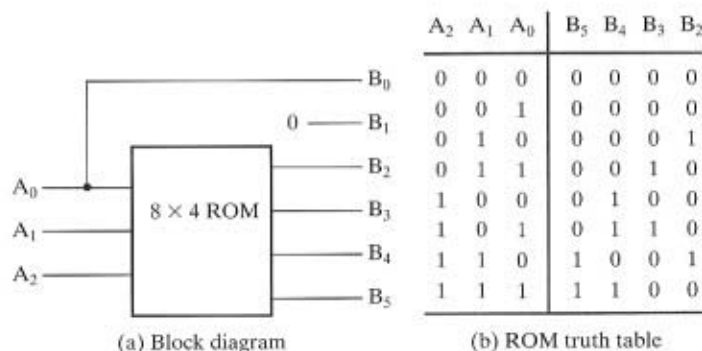 B₀
0 B₁
B₂
A₀
8 × 4 ROM
B₃
A₁
B₄
A₂
B₅
(a) Block diagram
A₂ A₁ A₀ B₅ B₄ B₃ B₂
0 0 0 0 0 0 0
0 0 1 0 0 0 0
0 1 0 0 0 0 1
0 1 1 0 0 1 0
1 0 0 0 1 0 0
1 0 1 0 1 1 0
1 1 0 1 0 0 1
1 1 1 1 1 0 0
(b) ROM truth table